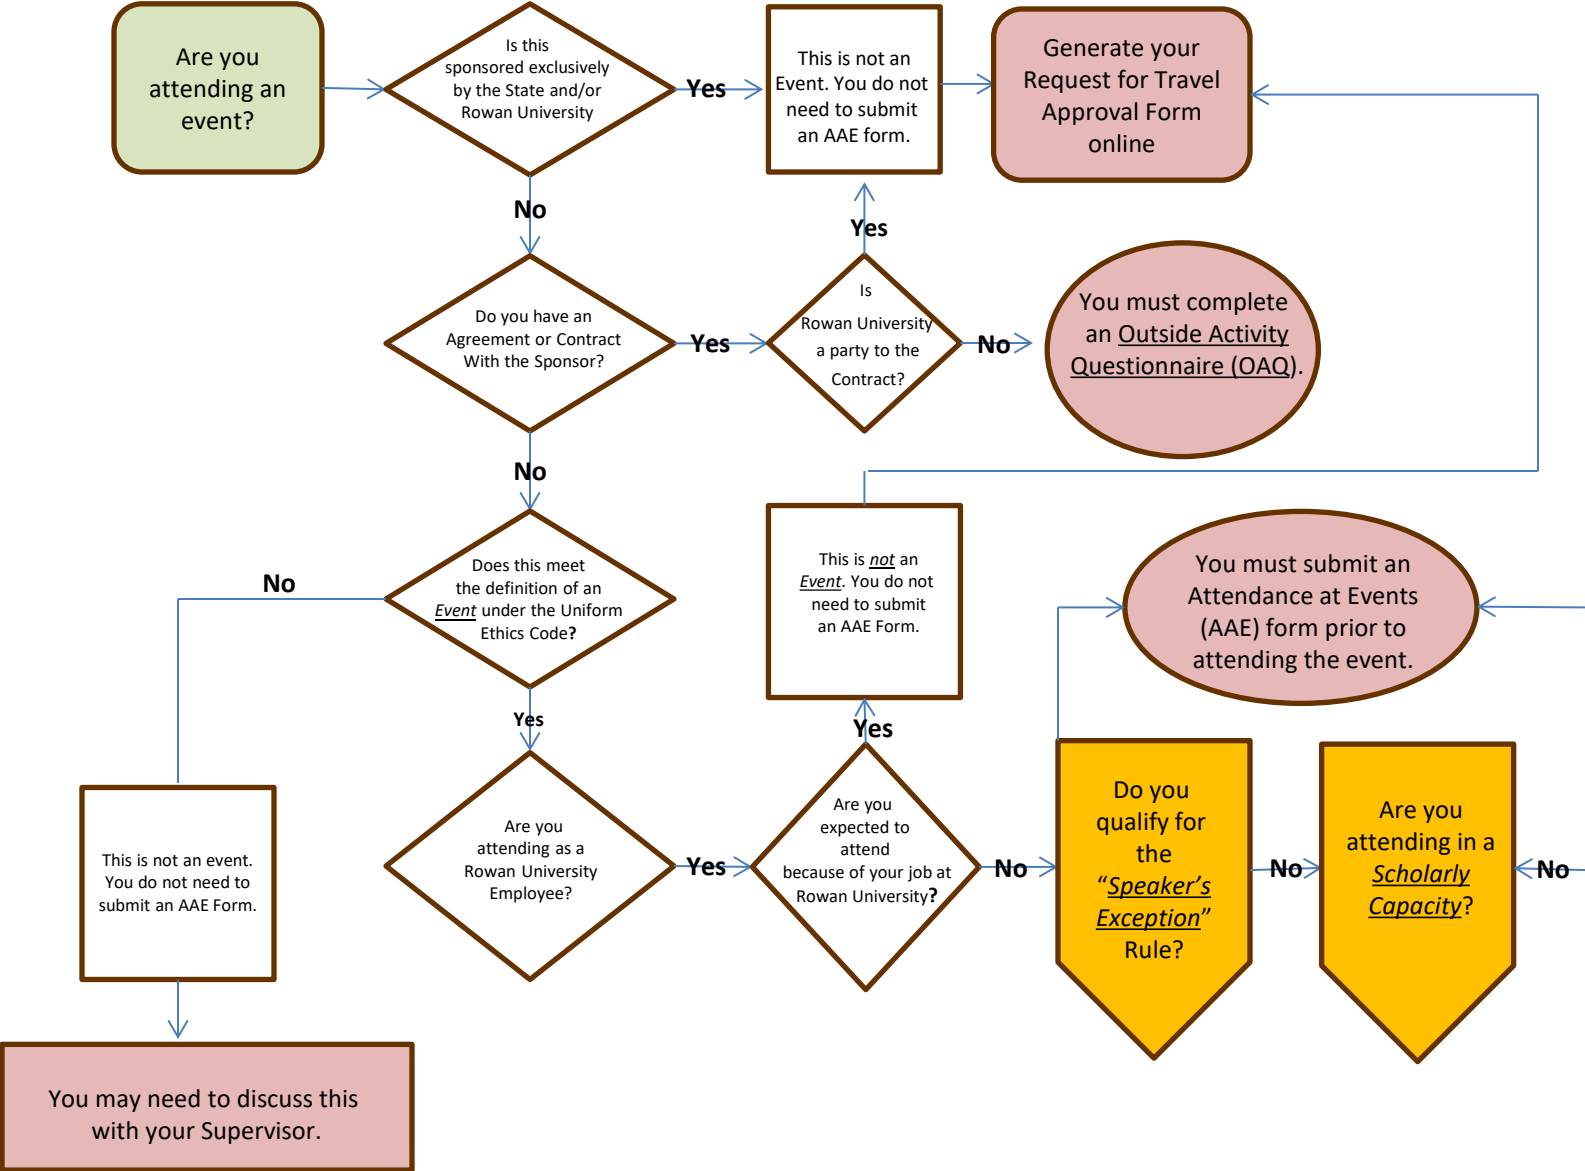 Are you
attending an
event?
Is this
sponsored exclusively
by the State and/or
Rowan University
Yes
This is not an
Event. You do not
need to submit
an AAE form.
Generate your
Request for Travel
Approval Form
online
No
Yes
Do you have an
Agreement or Contract
With the Sponsor?
Yes
Is
Rowan University
a party to the
Contract?
No
You must complete
an Outside Activity
Questionnaire (OAQ).
No
Does this meet
the definition of an
Event under the Uniform
Ethics Code?
No
This is not an
Event. You do not
need to submit
an AAE Form.
You must submit an
Attendance at Events
(AAE) form prior to
attending the event.
Yes
Yes
This is not an event.
You do not need to
submit an AAE Form.
Are you
attending as a
Rowan University
Employee?
Yes
Are you
expected to
attend
because of your job at
Rowan University?
No
Do you
qualify for
the
“Speaker’s
Exception”
Rule?
No
Are you
attending in a
Scholarly
Capacity?
No
You may need to discuss this
with your Supervisor.